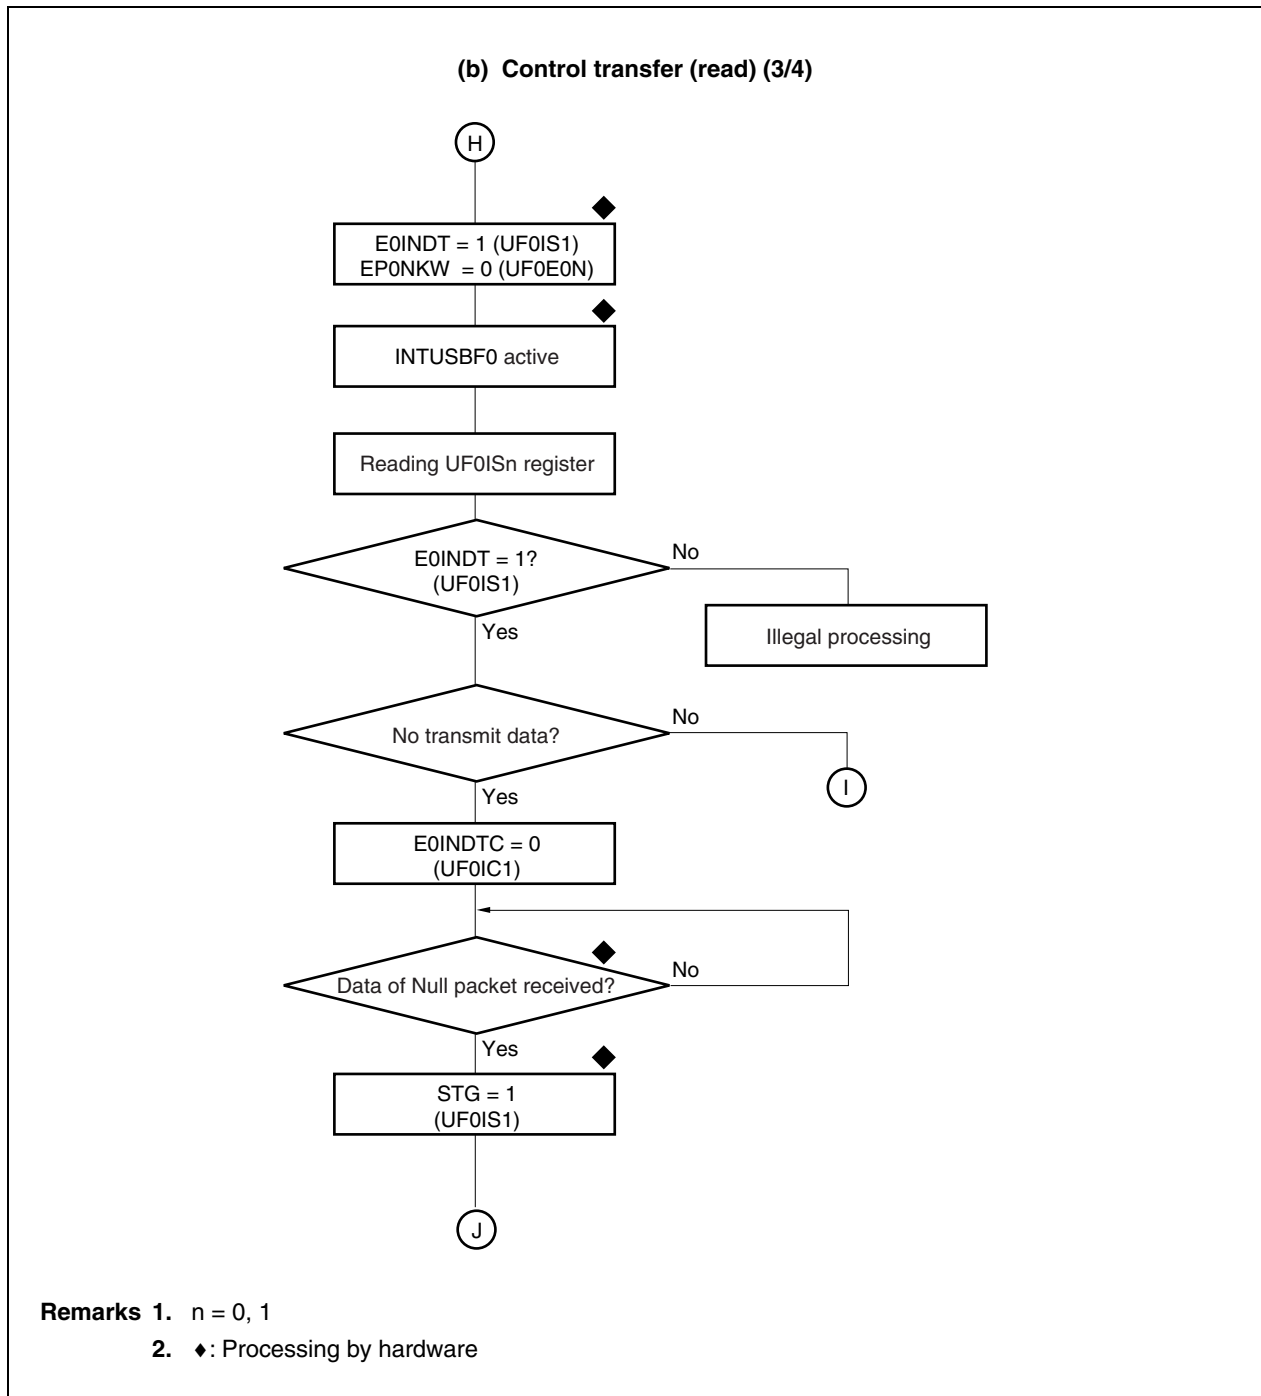 (b) Control transfer (read) (3/4)
H
E0INDT = 1 (UF0IS1)
EP0NKW = 0 (UF0E0N)
INTUSBF0 active
Reading UF0ISn register
E0INDT = 1?
(UF0IS1)
No
Illegal processing
Yes
No transmit data?
No
I
Yes
E0INDTC = 0
(UF0IC1)
Data of Null packet received?
No
Yes
STG = 1
(UF0IS1)
J
Remarks 1. n = 0, 1
2. ♦: Processing by hardware